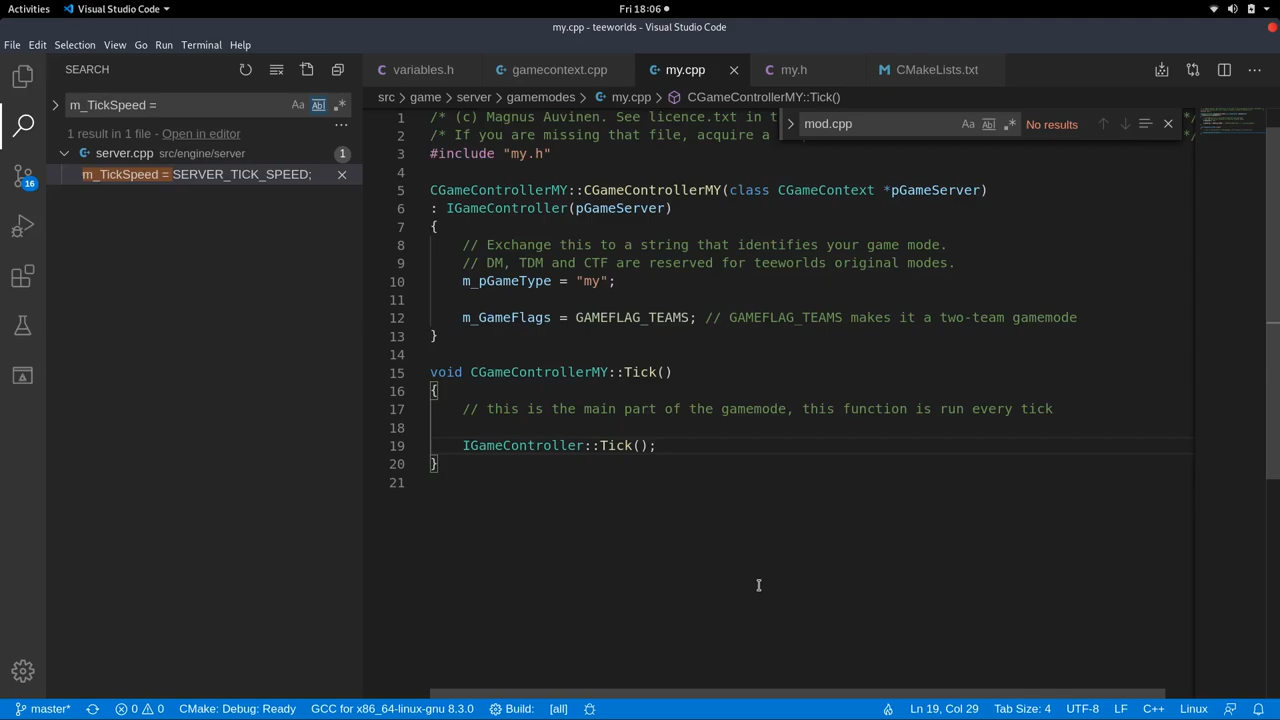 Activities Visual Studio Code Fri 18:06
my.cpp - teeworlds - Visual Studio Code
File Edit Selection View Go Run Terminal Help
SEARCH
m_TickSpeed =
Aa Abl .*
1 result in 1 file - Open in editor
server.cpp src/engine/server 1
m_TickSpeed = SERVER_TICK_SPEED;
16
variables.h gamecontext.cpp my.cpp my.h CMakeLists.txt
src game server gamemodes my.cpp CGameControllerMY::Tick()
mod.cpp Aa Abl .* No results
1 /* (c) Magnus Auvinen. See licence.txt in t
2 /* If you are missing that file, acquire a */
3 #include "my.h"
4
5 CGameControllerMY::CGameControllerMY(class CGameContext *pGameServer)
6 : IGameController(pGameServer)
7 {
8 // Exchange this to a string that identifies your game mode.
9 // DM, TDM and CTF are reserved for teeworlds original modes.
10 m_pGameType = "my";
11
12 m_GameFlags = GAMEFLAG_TEAMS; // GAMEFLAG_TEAMS makes it a two-team gamemode
13 }
14
15 void CGameControllerMY::Tick()
16 {
17 // this is the main part of the gamemode, this function is run every tick
18
19 IGameController::Tick();
20 }
21
master* 0 0 CMake: Debug: Ready GCC for x86_64-linux-gnu 8.3.0 Build: [all] Ln 19, Col 29 Tab Size: 4 UTF-8 LF C++ Linux